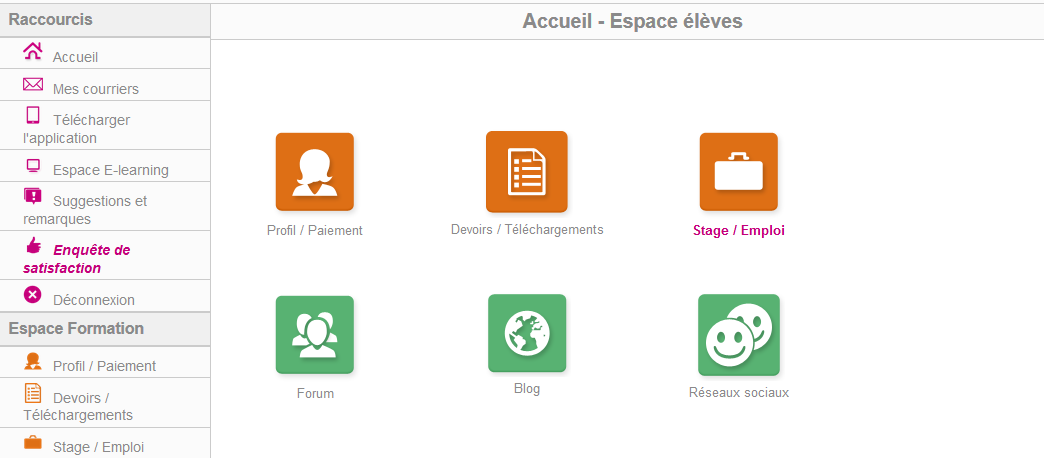 Raccourcis
Accueil
Mes courriers
Télécharger
l'application
Espace E-learning
Suggestions et
remarques
Enquête de
satisfaction
Déconnexion
Espace Formation
Profil / Paiement
Devoirs /
Téléchargements
Stage / Emploi
Accueil - Espace élèves
Profil / Paiement
Devoirs / Téléchargements
Stage / Emploi
Forum
Blog
Réseaux sociaux